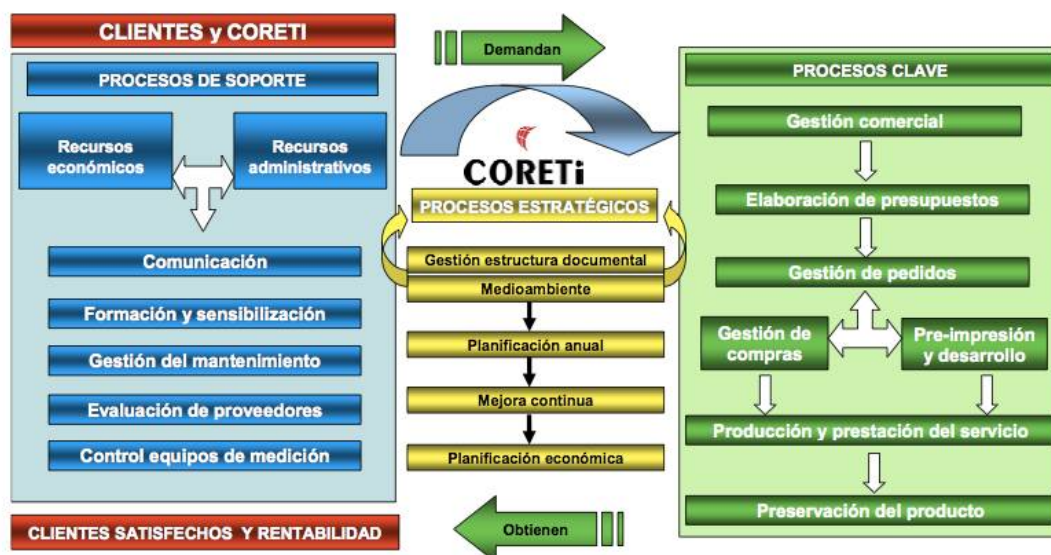 CLIENTES y CORETI
PROCESOS DE SOPORTE
Recursos
económicos
Recursos
administrativos
Comunicación
Formación y sensibilización
Gestión del mantenimiento
Evaluación de proveedores
Control equipos de medición
CLIENTES SATISFECHOS Y RENTABILIDAD
Demandan
CORETi
PROCESOS ESTRATÉGICOS
Gestión estructura documental
Medioambiente
Planificación anual
Mejora continua
Planificación económica
Obtienen
PROCESOS CLAVE
Gestión comercial
Elaboración de presupuestos
Gestión de pedidos
Gestión de
compras
Pre-impresión
y desarrollo
Producción y prestación del servicio
Preservación del producto